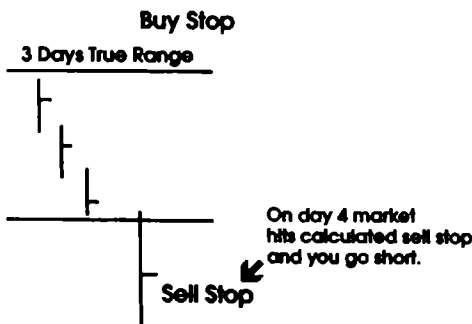 Buy Stop
3 Days True Range
On day 4 market
hits calculated sell stop
and you go short.
Sell Stop